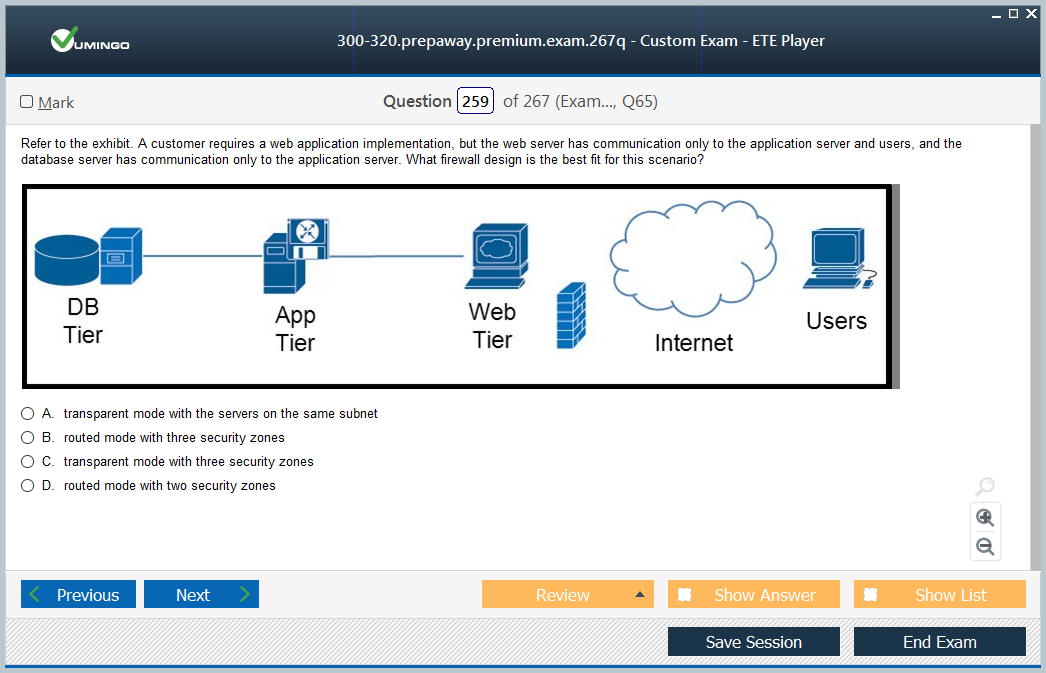 VUMINGO
300-320.prepaway.premium.exam.267q - Custom Exam - ETE Player
Mark
Question 259 of 267 (Exam..., Q65)
Refer to the exhibit. A customer requires a web application implementation, but the web server has communication only to the application server and users, and the
database server has communication only to the application server. What firewall design is the best fit for this scenario?
DB
Tier
App
Tier
Web
Tier
Internet
Users
A. transparent mode with the servers on the same subnet
B. routed mode with three security zones
C. transparent mode with three security zones
D. routed mode with two security zones
Previous
Next
Review
Show Answer
Show List
Save Session
End Exam